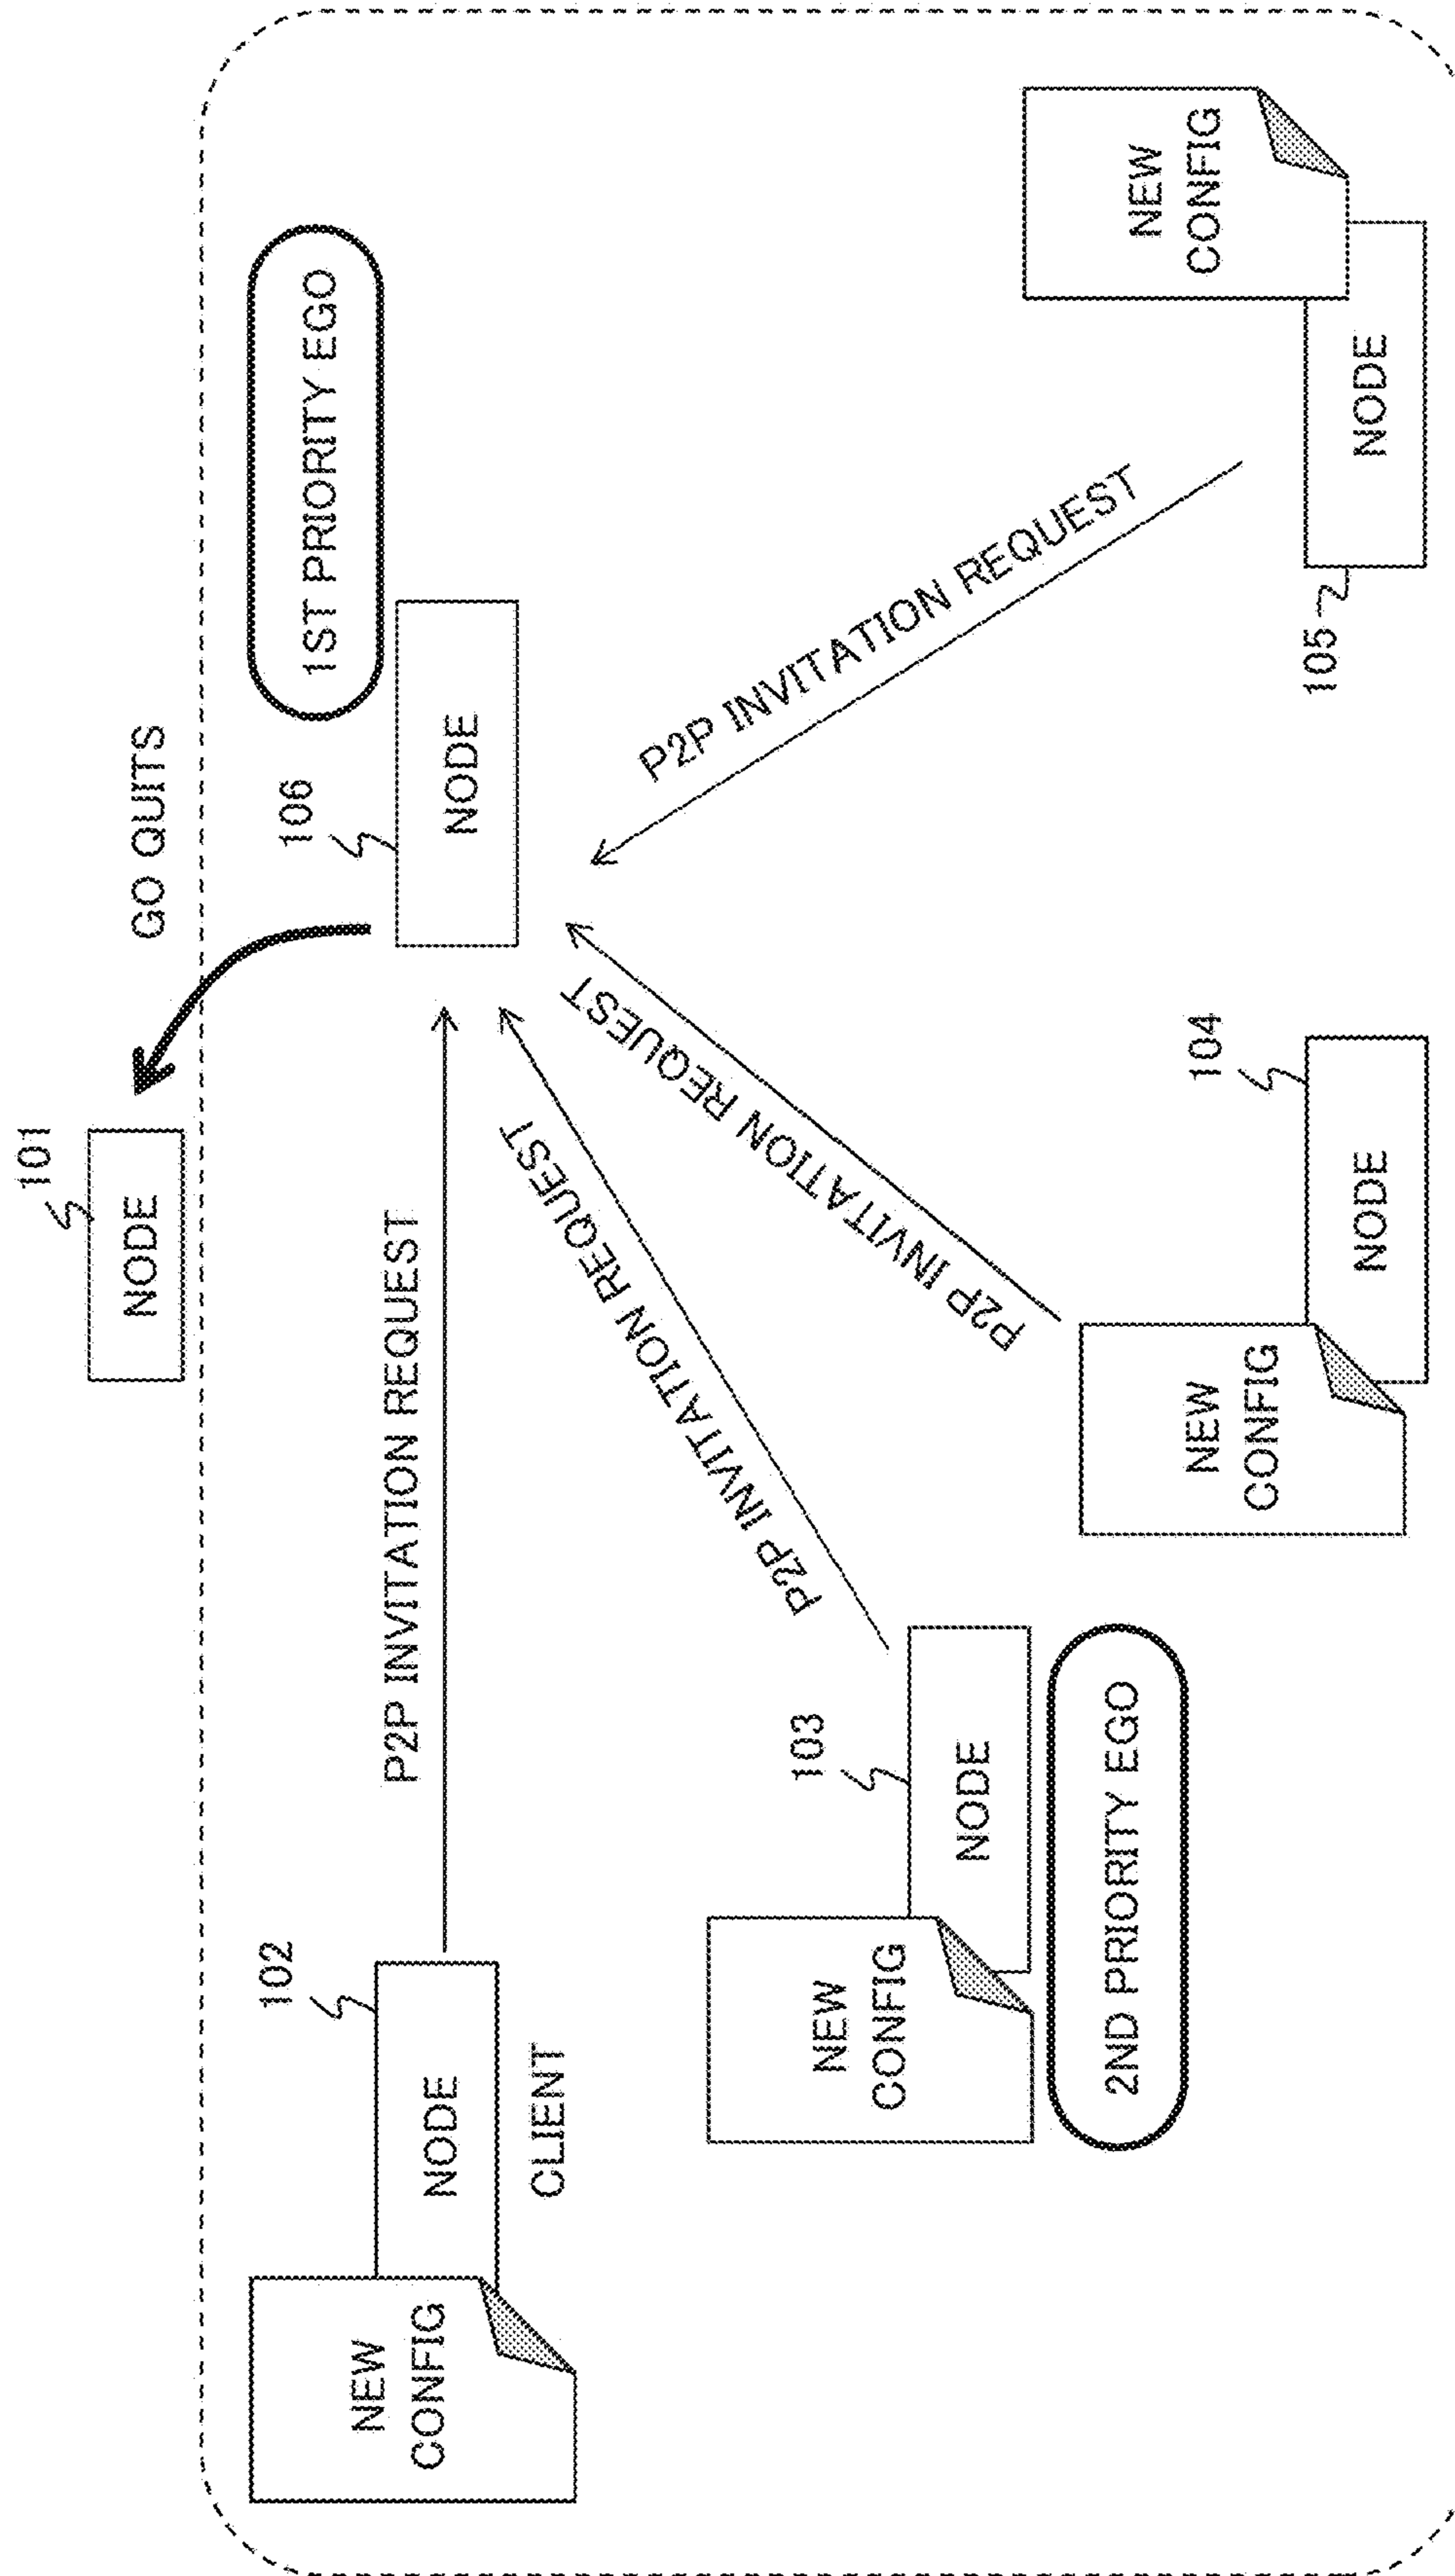 101
NODE
GO QUITS
102
NODE
CLIENT
NEW
CONFIG
P2P INVITATION REQUEST
106
NODE
1ST PRIORITY EGO
103
NODE
NEW
CONFIG
2ND PRIORITY EGO
P2P INVITATION REQUEST
104
NODE
NEW
CONFIG
P2P INVITATION REQUEST
105
NODE
NEW
CONFIG
P2P INVITATION REQUEST